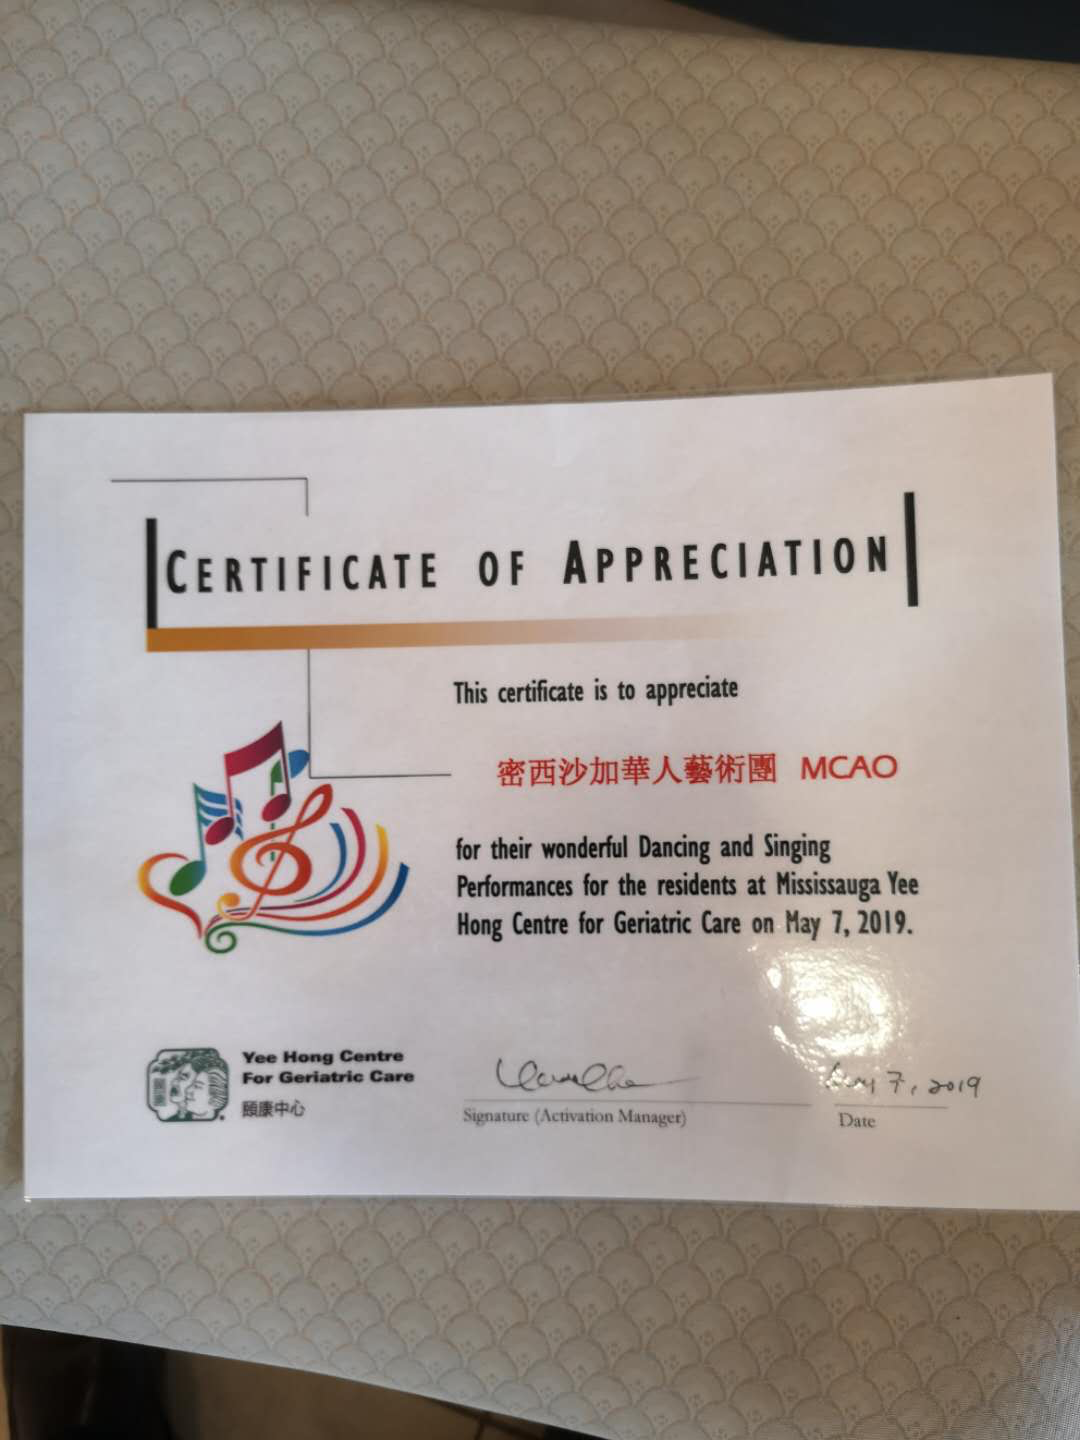 CERTIFICATE OF APPRECIATION
This certificate is to appreciate
密西沙加華人藝術團 MCAO
for their wonderful Dancing and Singing
Performances for the residents at Mississauga Yee
Hong Centre for Geriatric Care on May 7, 2019.
Yee Hong Centre
For Geriatric Care
頤康中心
Signature (Activation Manager)
May 7, 2019
Date